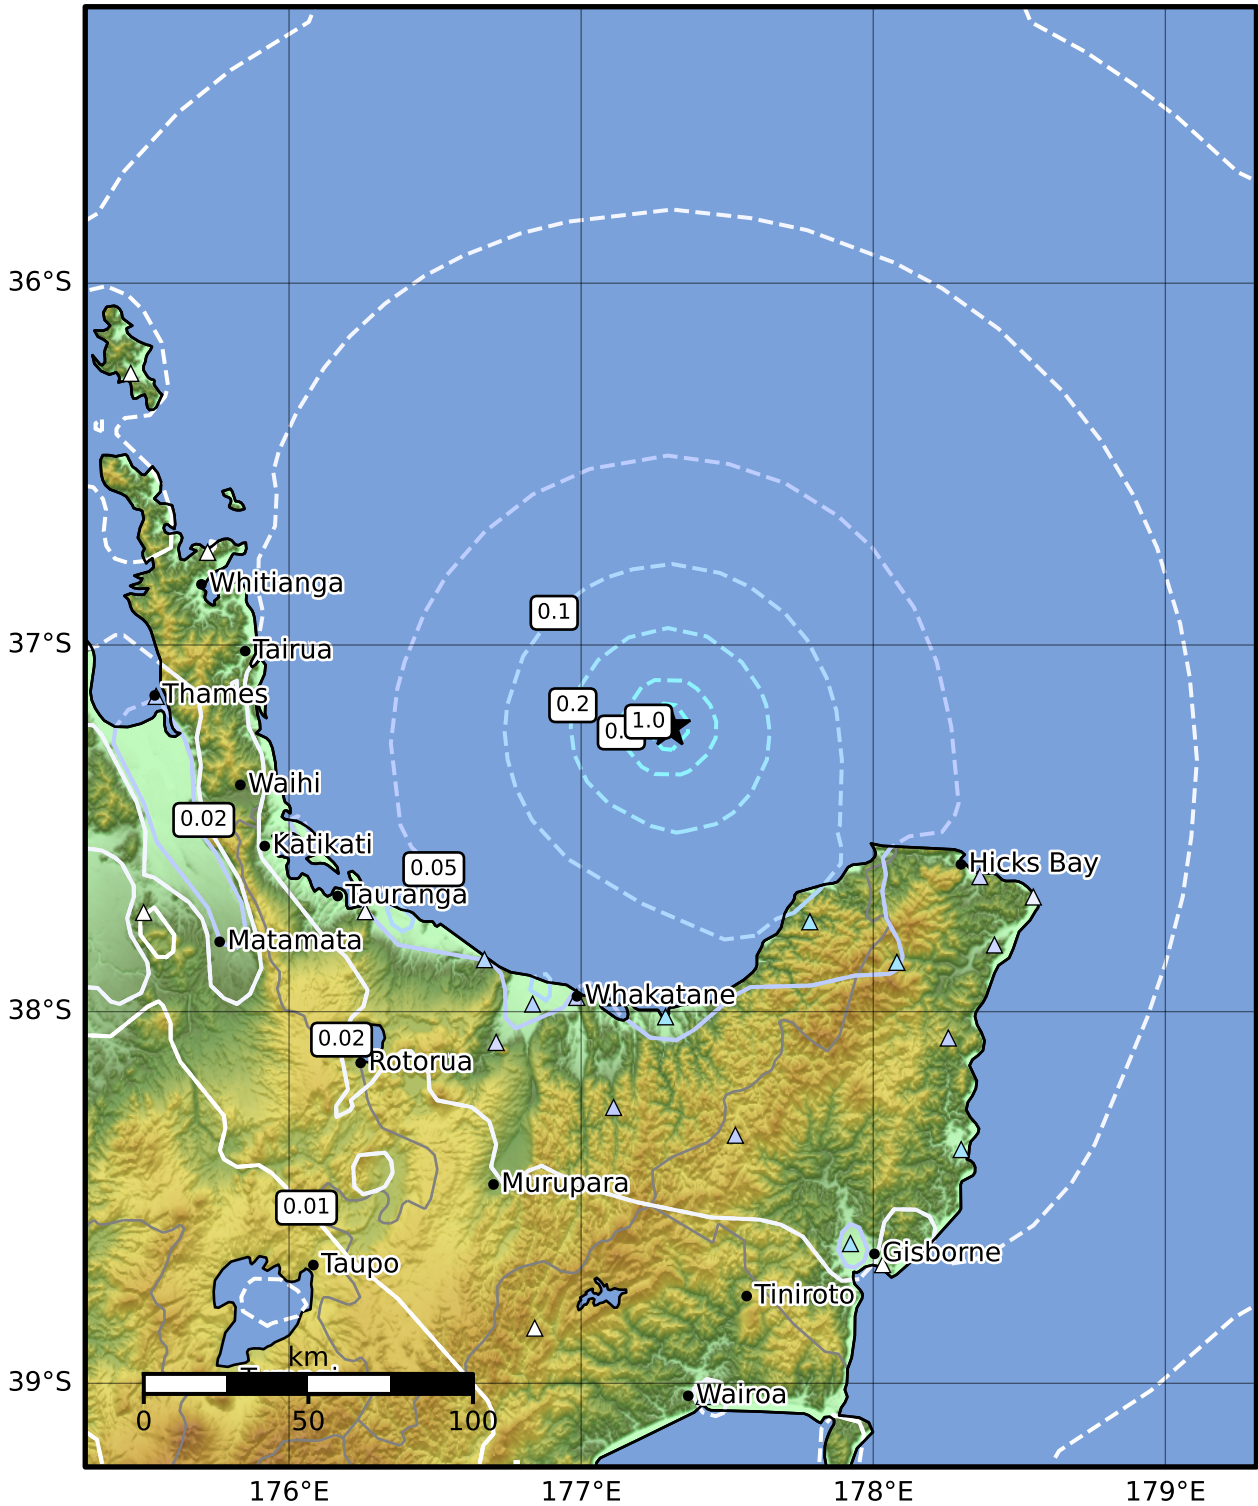 36°S
37°S
38°S
39°S
176°E
177°E
178°E
179°E
Whitianga
Tairua
Thames
Waihi
Katikati
Tauranga
Matamata
Hicks Bay
Whakatane
Rotorua
Murupara
Gisborne
Taupo
Tiniroto
Wairoa
0.1
0.2
1.0
0.02
0.05
0.02
0.01
km
0
50
100